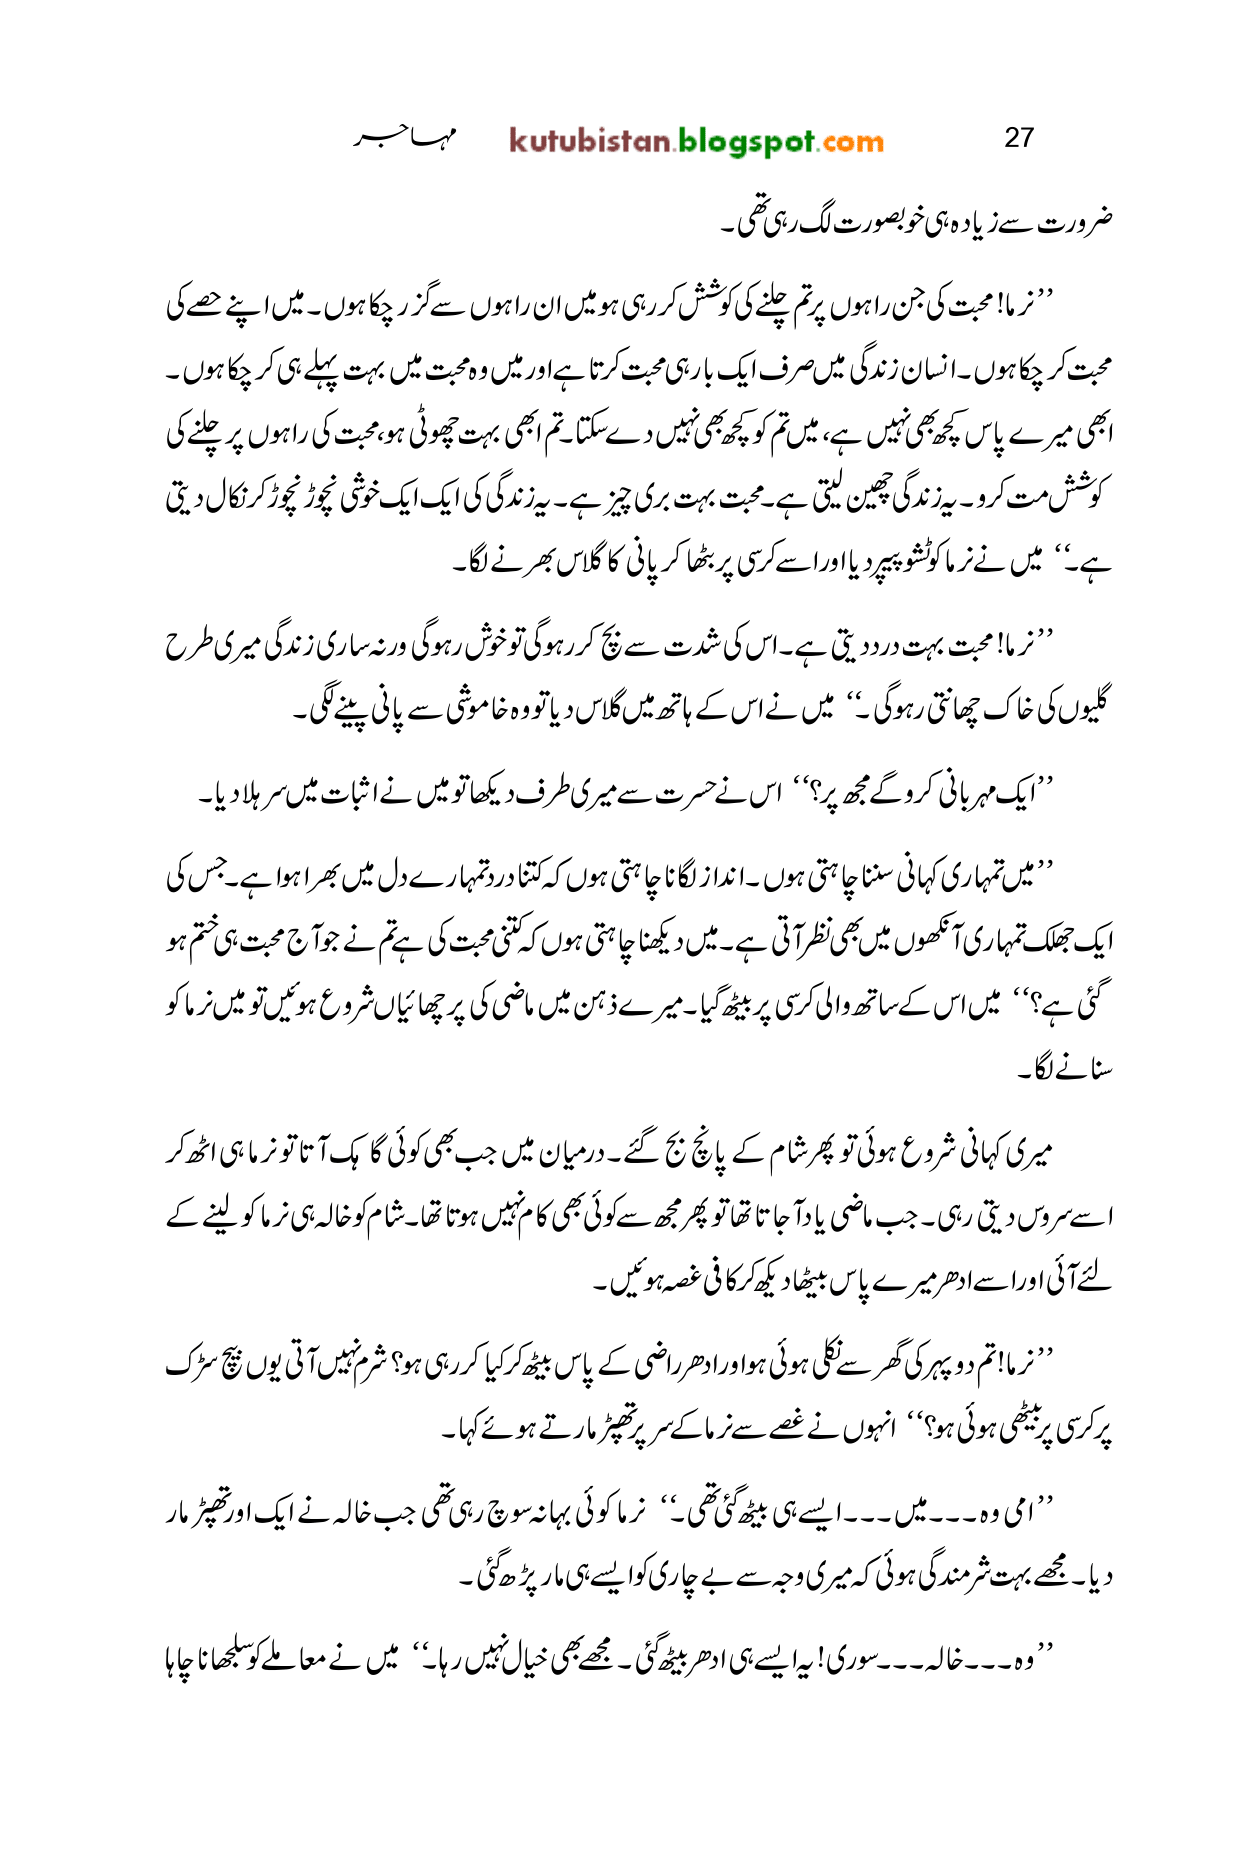 27 kutubistan.blogspot.com مہاجر
ضرورت سے زیادہ ہی خوبصورت لگ رہی تھی۔
’’نرما! محبت کی جن راہوں پر تم چلنے کی کوشش کر رہی ہو میں ان راہوں سے گزر چکا ہوں۔ میں اپنے حصے کی
محبت کر چکا ہوں۔ انسان زندگی میں صرف ایک بار ہی محبت کرتا ہے اور میں وہ محبت میں بہت پہلے ہی کر چکا ہوں۔
ابھی میرے پاس کچھ بھی نہیں ہے، میں تم کو کچھ بھی نہیں دے سکتا۔ تم ابھی بہت چھوٹی ہو، محبت کی راہوں پر چلنے کی
کوشش مت کرو۔ یہ زندگی چھین لیتی ہے۔ محبت بہت بری چیز ہے۔ یہ زندگی کی ایک ایک خوشی نچوڑ نچوڑ کر نکال دیتی
ہے۔‘‘ میں نے نرما کو ٹشو پیپر دیا اور اسے کرسی پر بٹھا کر پانی کا گلاس بھرنے لگا۔
’’نرما! محبت بہت درد دیتی ہے۔ اس کی شدت سے بچ کر رہو گی تو خوش رہو گی ورنہ ساری زندگی میری طرح
گلیوں کی خاک چھانتی رہو گی۔‘‘ میں نے اس کے ہاتھ میں گلاس دیا تو وہ خاموشی سے پانی پینے لگی۔
’’ایک مہربانی کرو گے مجھ پر؟‘‘ اس نے حسرت سے میری طرف دیکھا تو میں نے اثبات میں سر ہلا دیا۔
’’میں تمہاری کہانی سننا چاہتی ہوں۔ انداز لگانا چاہتی ہوں کہ کتنا درد تمہارے دل میں بھرا ہوا ہے۔ جس کی
ایک جھلک تمہاری آنکھوں میں بھی نظر آتی ہے۔ میں دیکھنا چاہتی ہوں کہ کتنی محبت کی ہے تم نے جو آج محبت ہی ختم ہو
گئی ہے؟‘‘ میں اس کے ساتھ والی کرسی پر بیٹھ گیا۔ میرے ذہن میں ماضی کی پرچھائیاں شروع ہوئیں تو میں نرما کو
سنانے لگا۔
میری کہانی شروع ہوئی تو پھر شام کے پانچ بج گئے۔ درمیان میں جب بھی کوئی گاہک آتا تو نرما ہی اٹھ کر
اسے سروس دیتی رہی۔ جب ماضی یاد آ جاتا تھا تو پھر مجھ سے کوئی بھی کام نہیں ہوتا تھا۔ شام کو خالہ ہی نرما کو لینے کے
لئے آئی اور اسے ادھر میرے پاس بیٹھا دیکھ کر کافی غصہ ہوئیں۔
’’نرما! تم دوپہر کی گھر سے نکلی ہوئی ہو اور ادھر راضی کے پاس بیٹھ کر کیا کر رہی ہو؟ شرم نہیں آتی یوں بیچ سڑک
پر کرسی پر بیٹھی ہوئی ہو؟‘‘ انہوں نے غصے سے نرما کے سر پر تھپڑ مارتے ہوئے کہا۔
’’امی وہ۔۔۔میں۔۔۔ایسے ہی بیٹھ گئی تھی۔‘‘ نرما کوئی بہانہ سوچ رہی تھی جب خالہ نے ایک اور تھپڑ مار
دیا۔ مجھے بہت شرمندگی ہوئی کہ میری وجہ سے بے چاری کو ایسے ہی مار پڑھ گئی۔
’’وہ۔۔۔خالہ۔۔۔سوری! یہ ایسے ہی ادھر بیٹھ گئی۔ مجھے بھی خیال نہیں رہا۔‘‘ میں نے معاملے کو سلجھانا چاہا